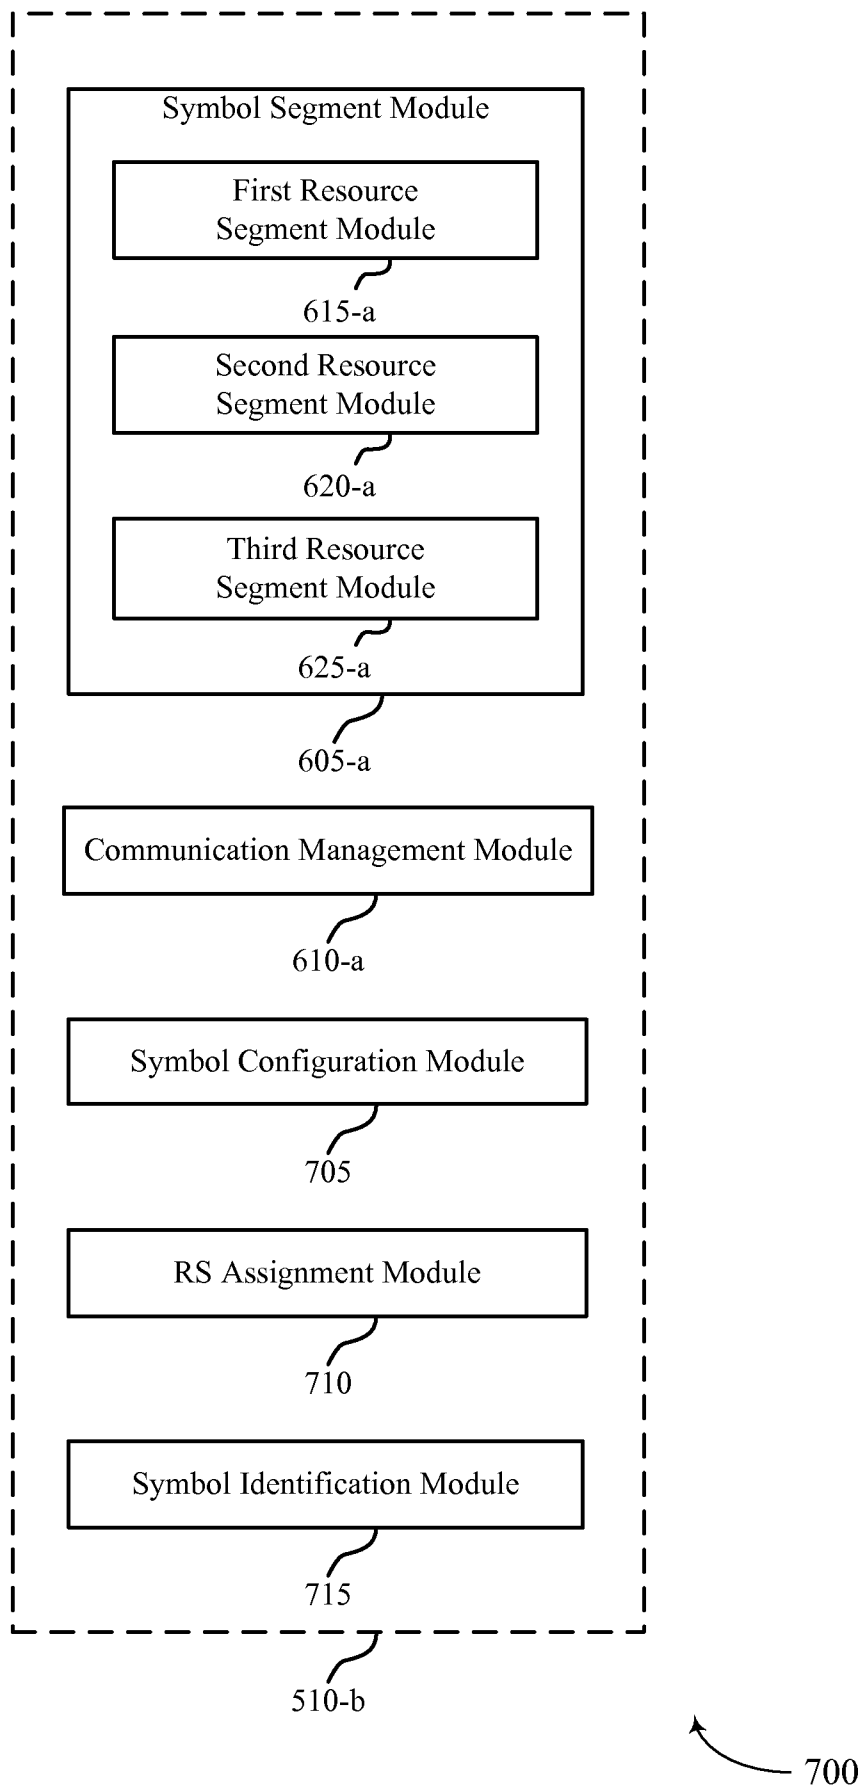 Symbol Segment Module
First Resource
Segment Module
615-a
Second Resource
Segment Module
620-a
Third Resource
Segment Module
625-a
605-a
Communication Management Module
610-a
Symbol Configuration Module
705
RS Assignment Module
710
Symbol Identification Module
715
510-b
700